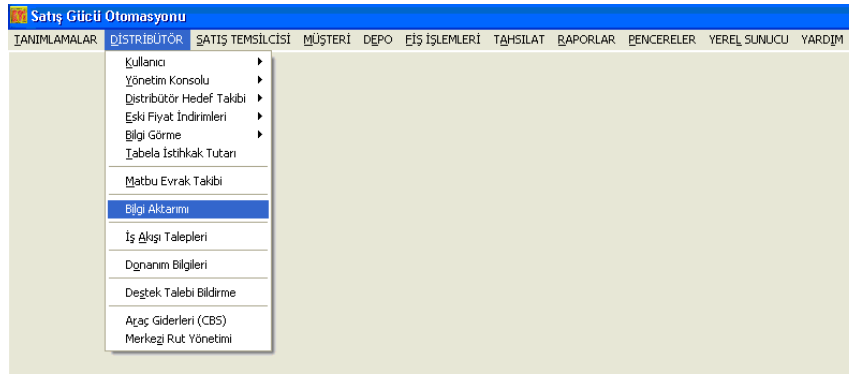 Satış Gücü Otomasyonu
TANIMLAMALAR DİSTRİBÜTÖR SATIŞ TEMSİLCİSİ MÜŞTERİ DEPO FİŞ İŞLEMLERİ TAHSILAT RAPORLAR PENCERELER YEREL SUNUCU YARDIM
Kullanıcı
Yönetim Konsolu
Distribütör Hedef Takibi
Eski Fiyat İndirimleri
Bilgi Görme
Tabela İstihkak Tutarı
Matbu Evrak Takibi
Bilgi Aktarımı
İş Akışı Talepleri
Donanım Bilgileri
Destek Talebi Bildirme
Araç Giderleri (CBS)
Merkezi Rut Yönetimi